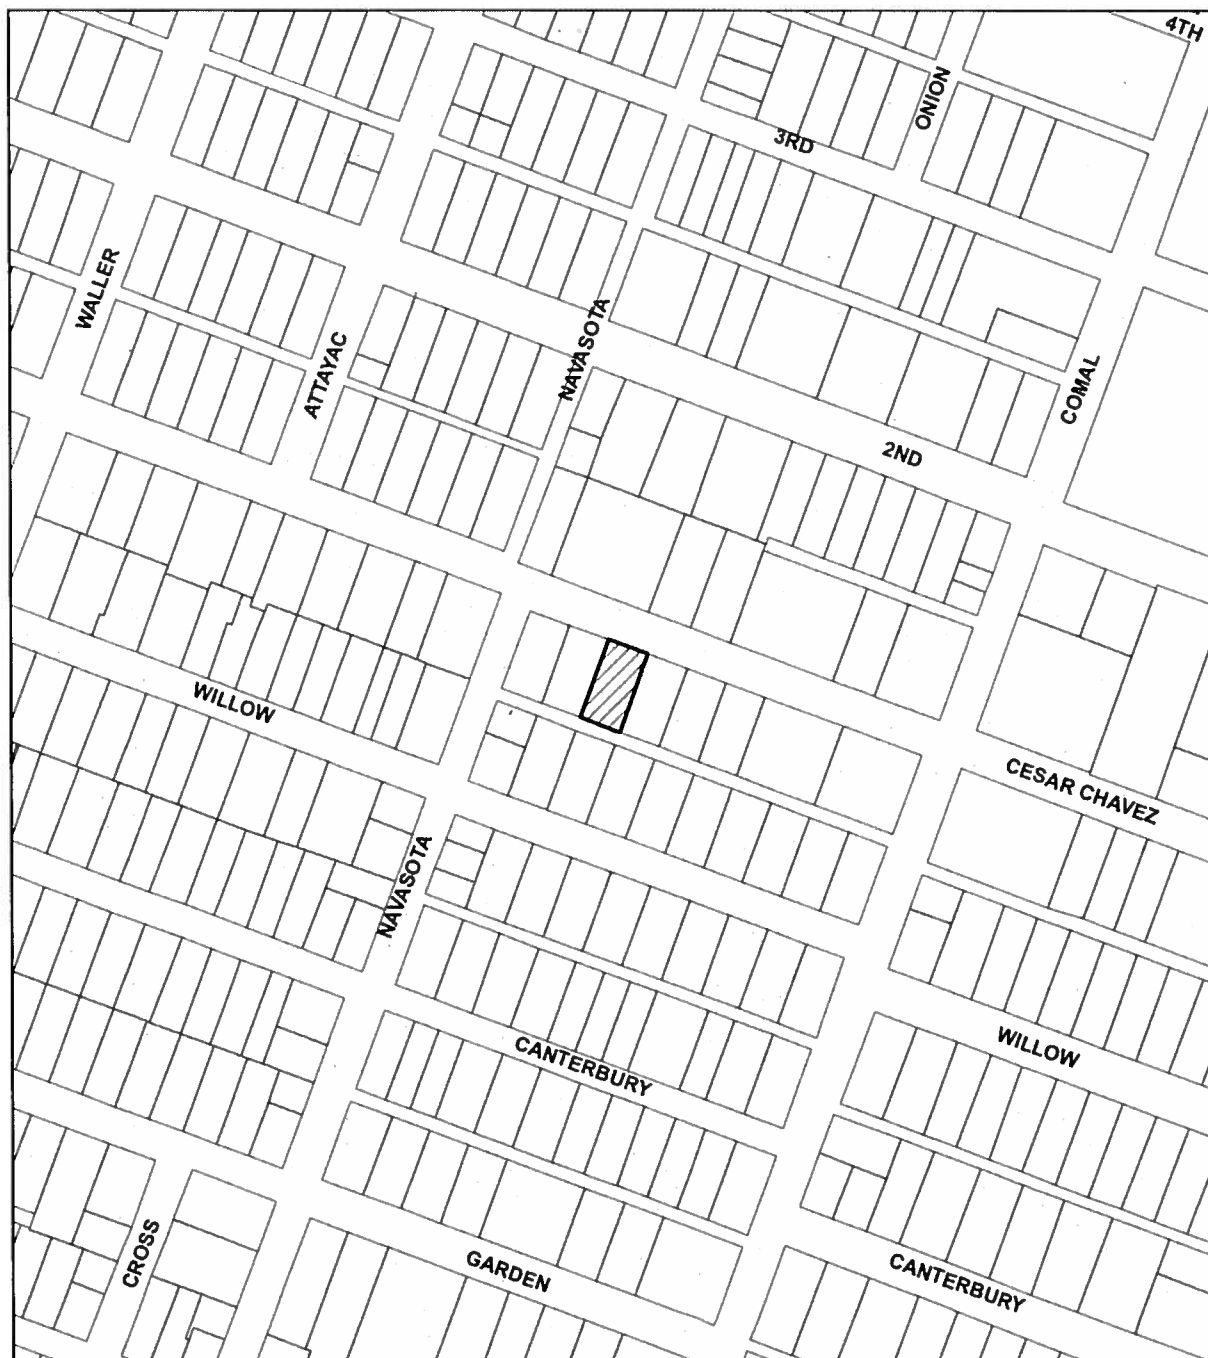 4TH
ONION
3RD
WALLER
NAVASOTA
ATTAYAC
COMAL
2ND
WILLOW
CESAR CHAVEZ
NAVASOTA
CANTERBURY
WILLOW
CROSS
GARDEN
CANTERBURY